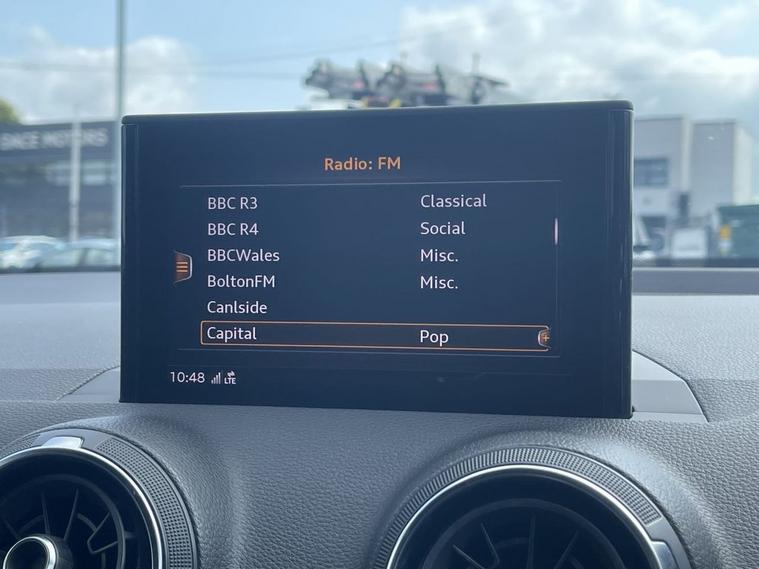 Radio: FM
BBC R3 Classical
BBC R4 Social
BBCWales Misc.
BoltonFM Misc.
Canlside
Capital Pop
10:48 LTE
MOTORS